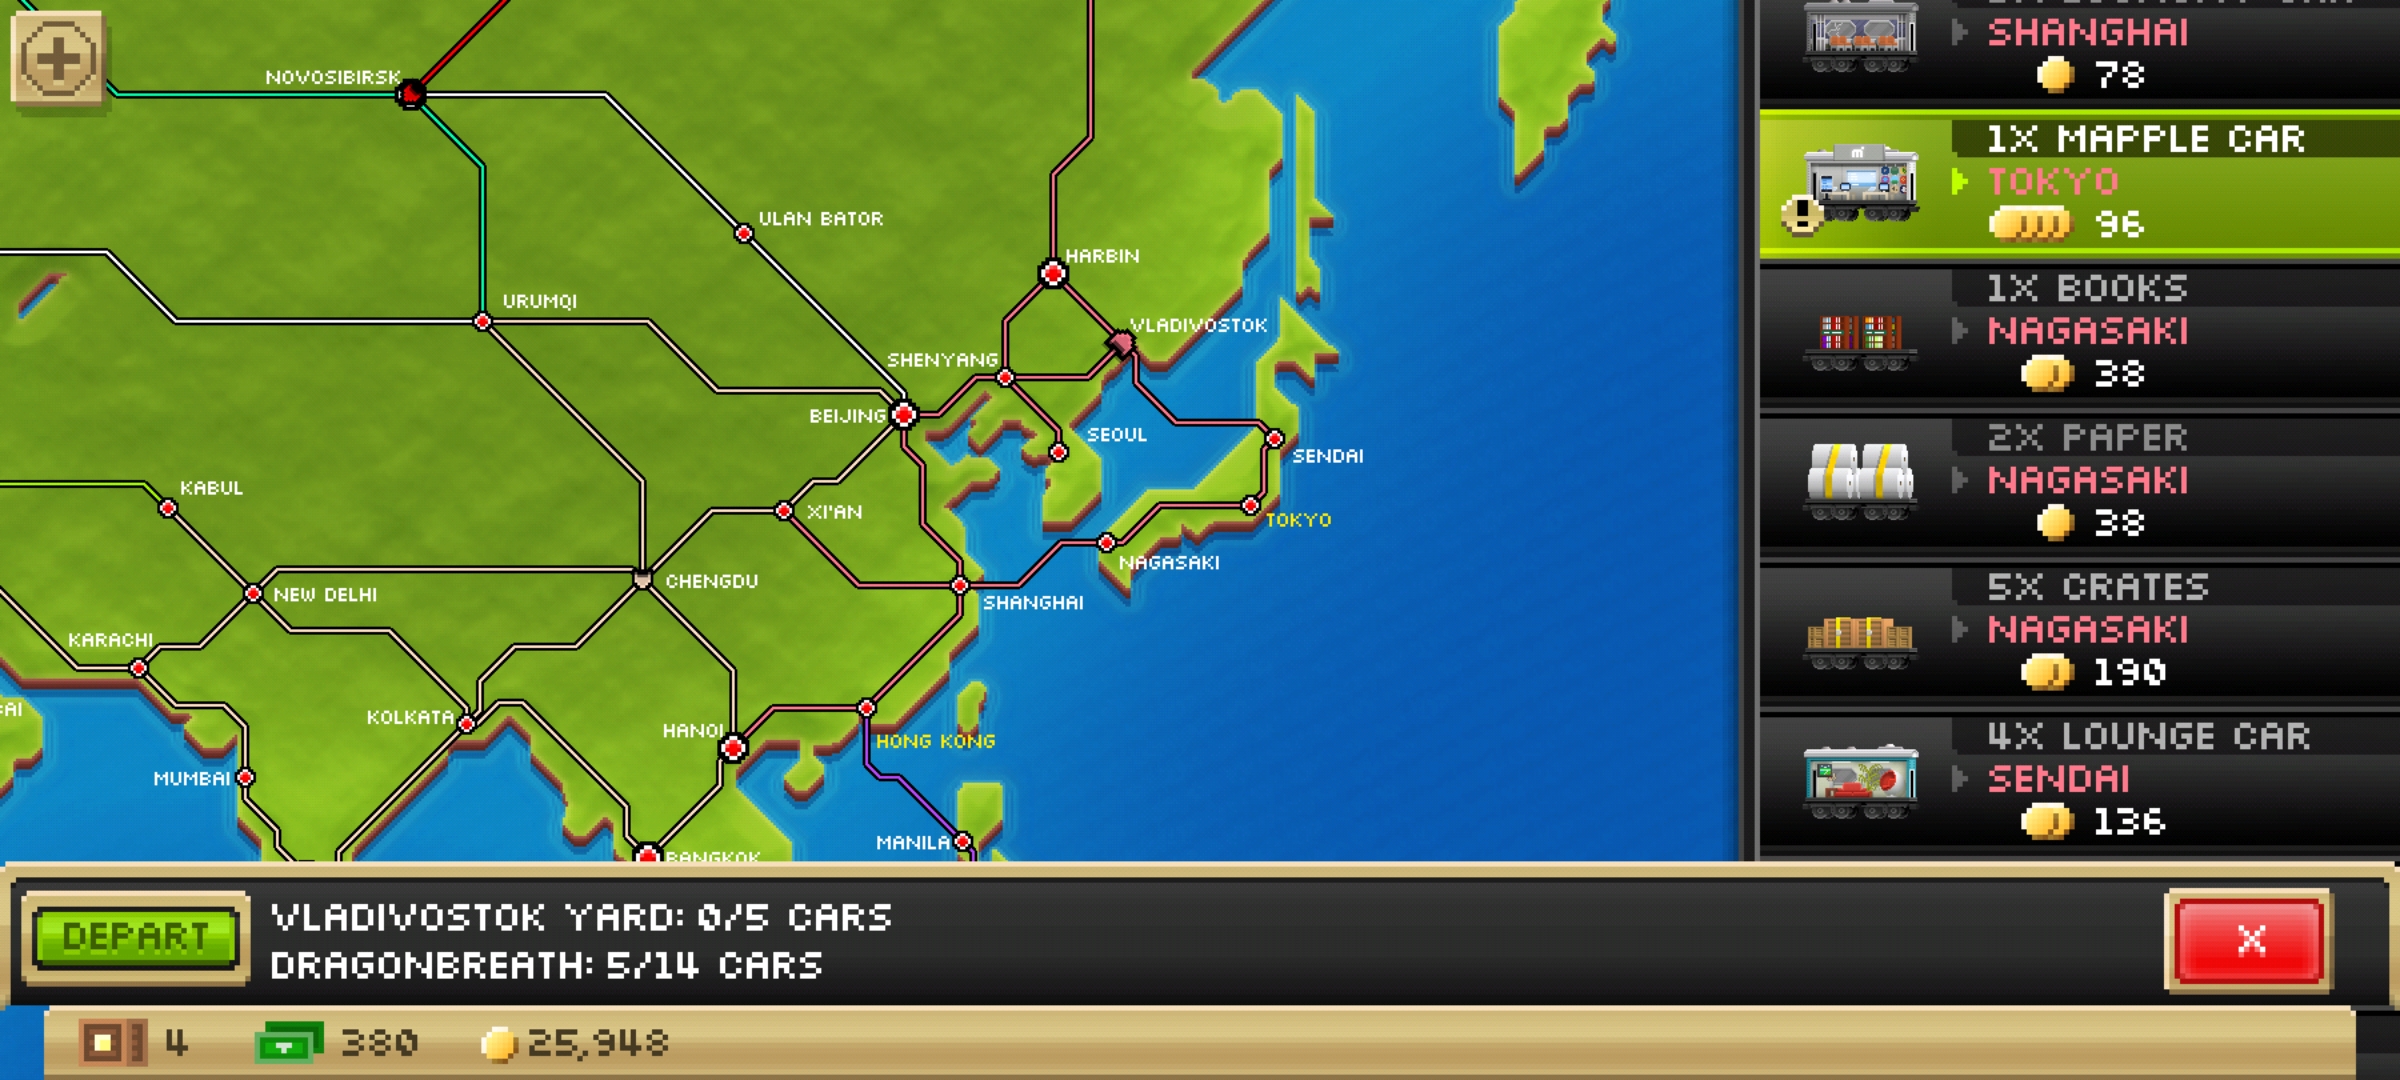 NOVOSIBIRSK
ULAN BATOR
HARBIN
URUMQI
VLADIVOSTOK
SHENYANG
BEIJING
SEOUL
SENDAI
KABUL
XI'AN
TOKYO
NAGASAKI
CHENGDU
NEW DELHI
SHANGHAI
KARACHI
AI
KOLKATA
HANOI
HONG KONG
MUMBAI
MANILA
BANGKOK
SHANGHAI
78
1X MAPPLE CAR
TOKYO
96
1X BOOKS
NAGASAKI
38
2X PAPER
NAGASAKI
38
5X CRATES
NAGASAKI
190
4X LOUNGE CAR
SENDAI
136
DEPART
VLADIVOSTOK YARD: 0/5 CARS
DRAGONBREATH: 5/14 CARS
X
4
380
25,948